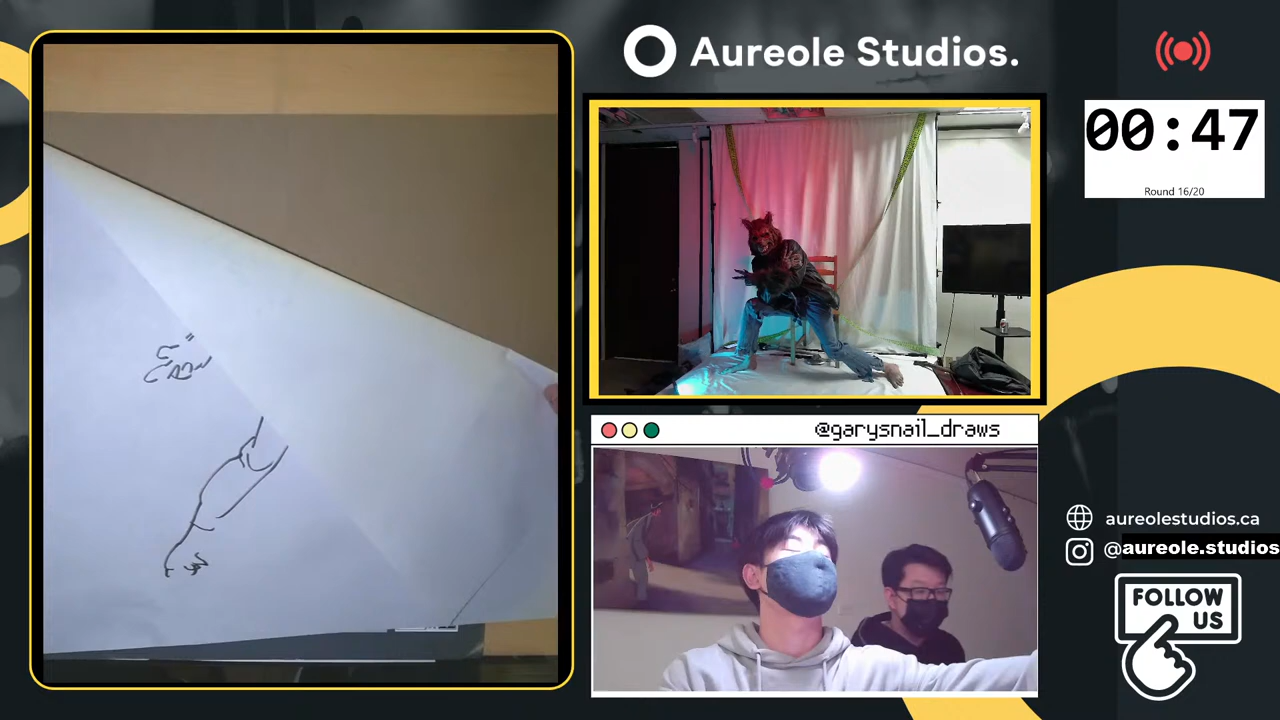 Aureole Studios.
00:47
Round 16/20
@garysnail_draws
aureolestudios.ca
@aureole.studios
FOLLOW
US